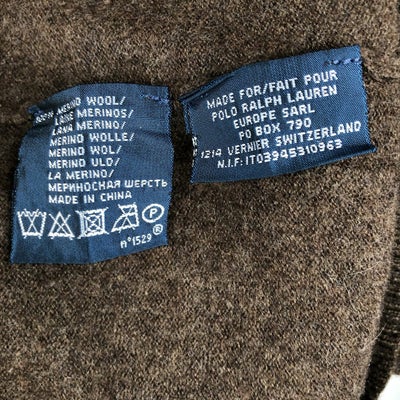 100% MERINO WOOL/
LAINE MERINOS/
LANA MERINO/
MERINO WOLLE/
MERINO WOL/
MERINO ULD/
LA MERINO/
МЕРИНОСНАЯ ШЕРСТЬ
MADE IN CHINA
P
N°1529 ®
MADE FOR/FAIT POUR
POLO RALPH LAUREN
EUROPE SARL
PO BOX 790
1214 VERNIER SWITZERLAND
N.I.F: IT03945310963